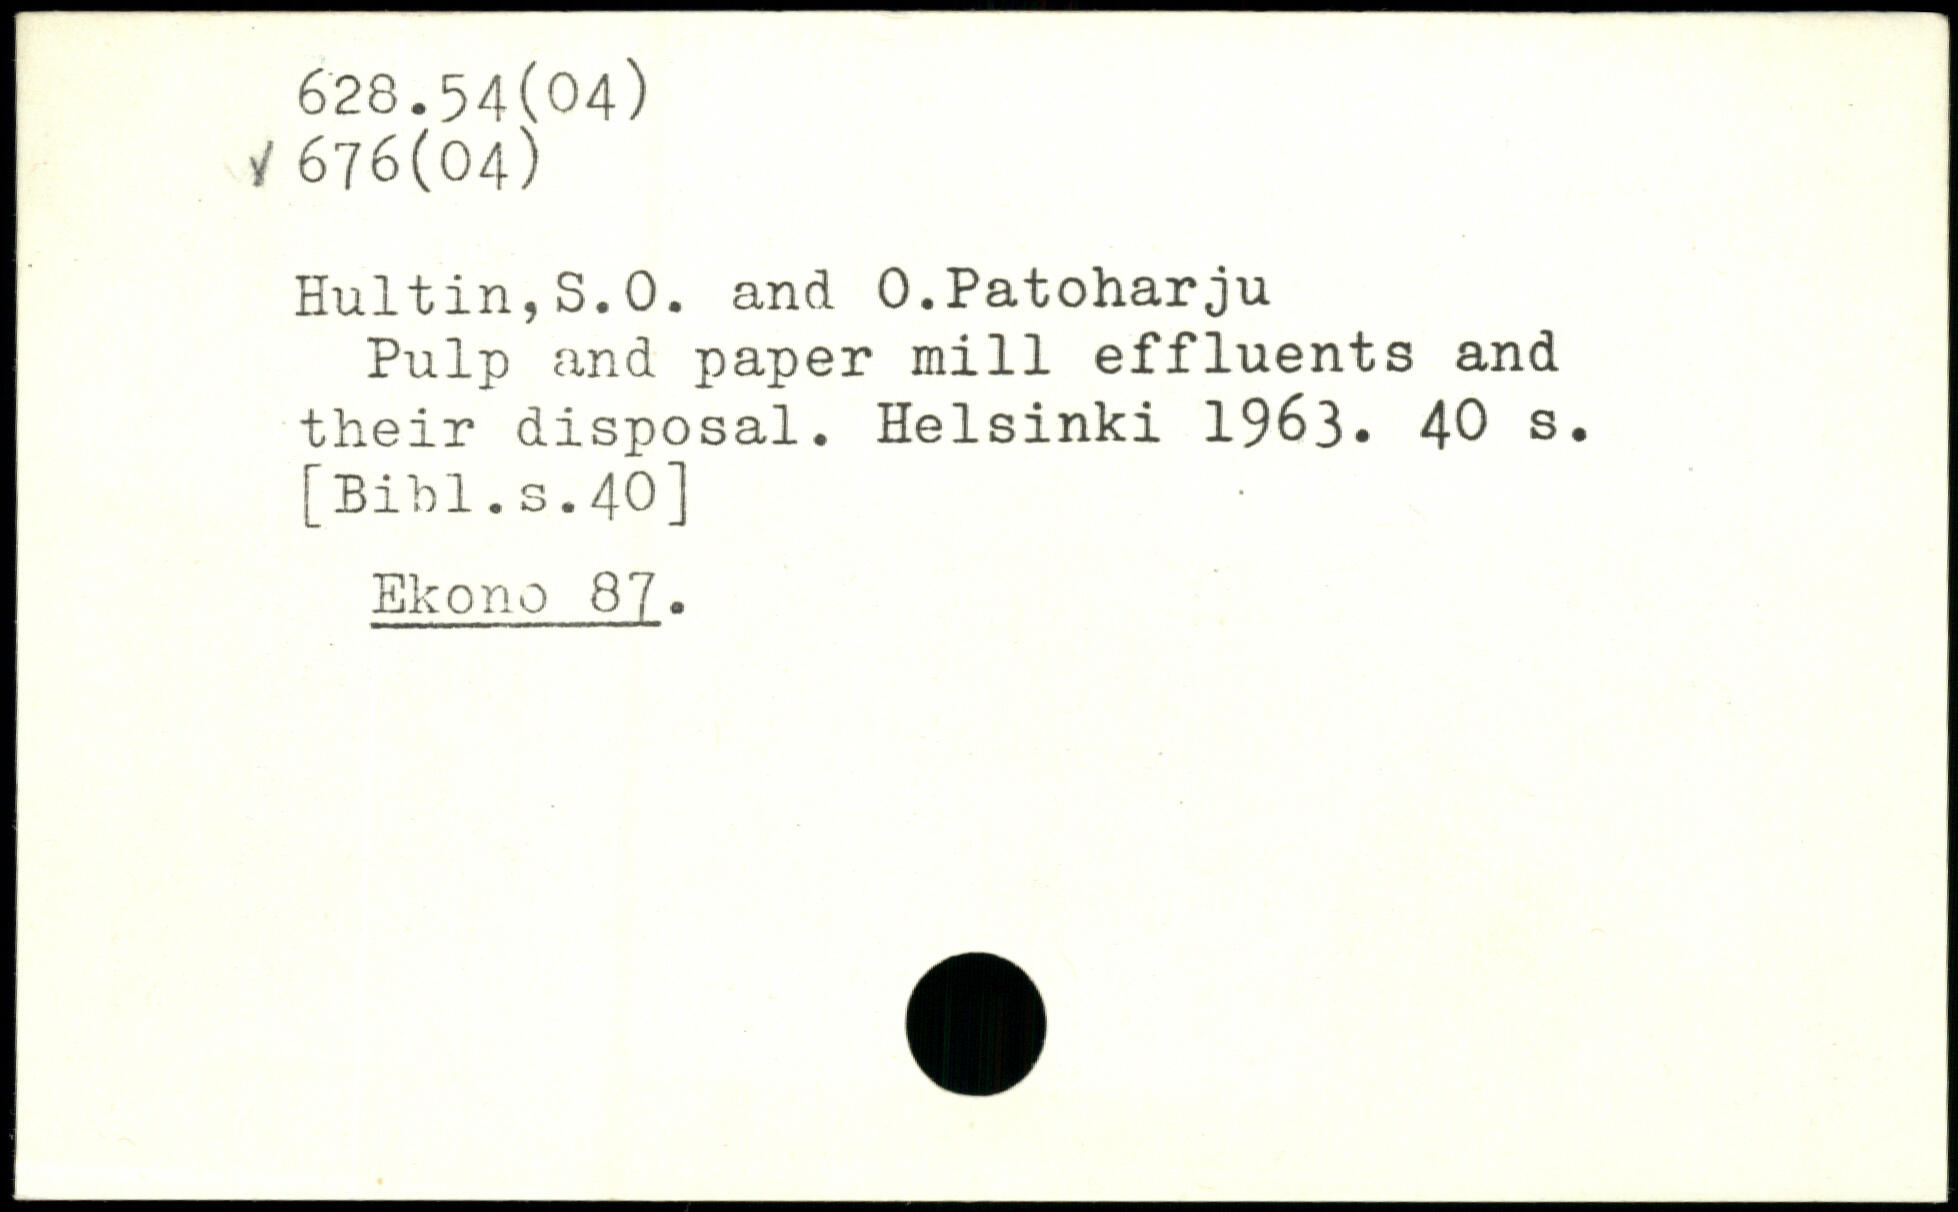 628.54(04)
✓ 676(04)
Hultin,S.O. and O.Patoharju
Pulp and paper mill effluents and
their disposal. Helsinki 1963. 40 s.
[Bibl.s.40]
Ekono 87.